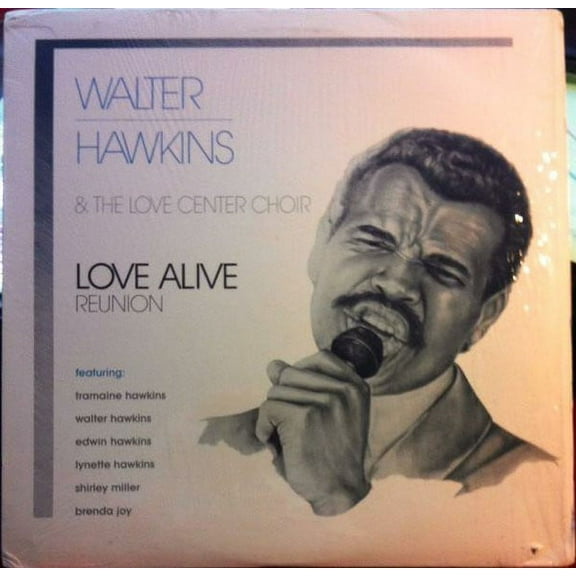 WALTER
HAWKINS
& THE LOVE CENTER CHOIR
LOVE ALIVE
REUNION
featuring:
tramaine hawkins
walter hawkins
edwin hawkins
lynette hawkins
shirley miller
brenda joy